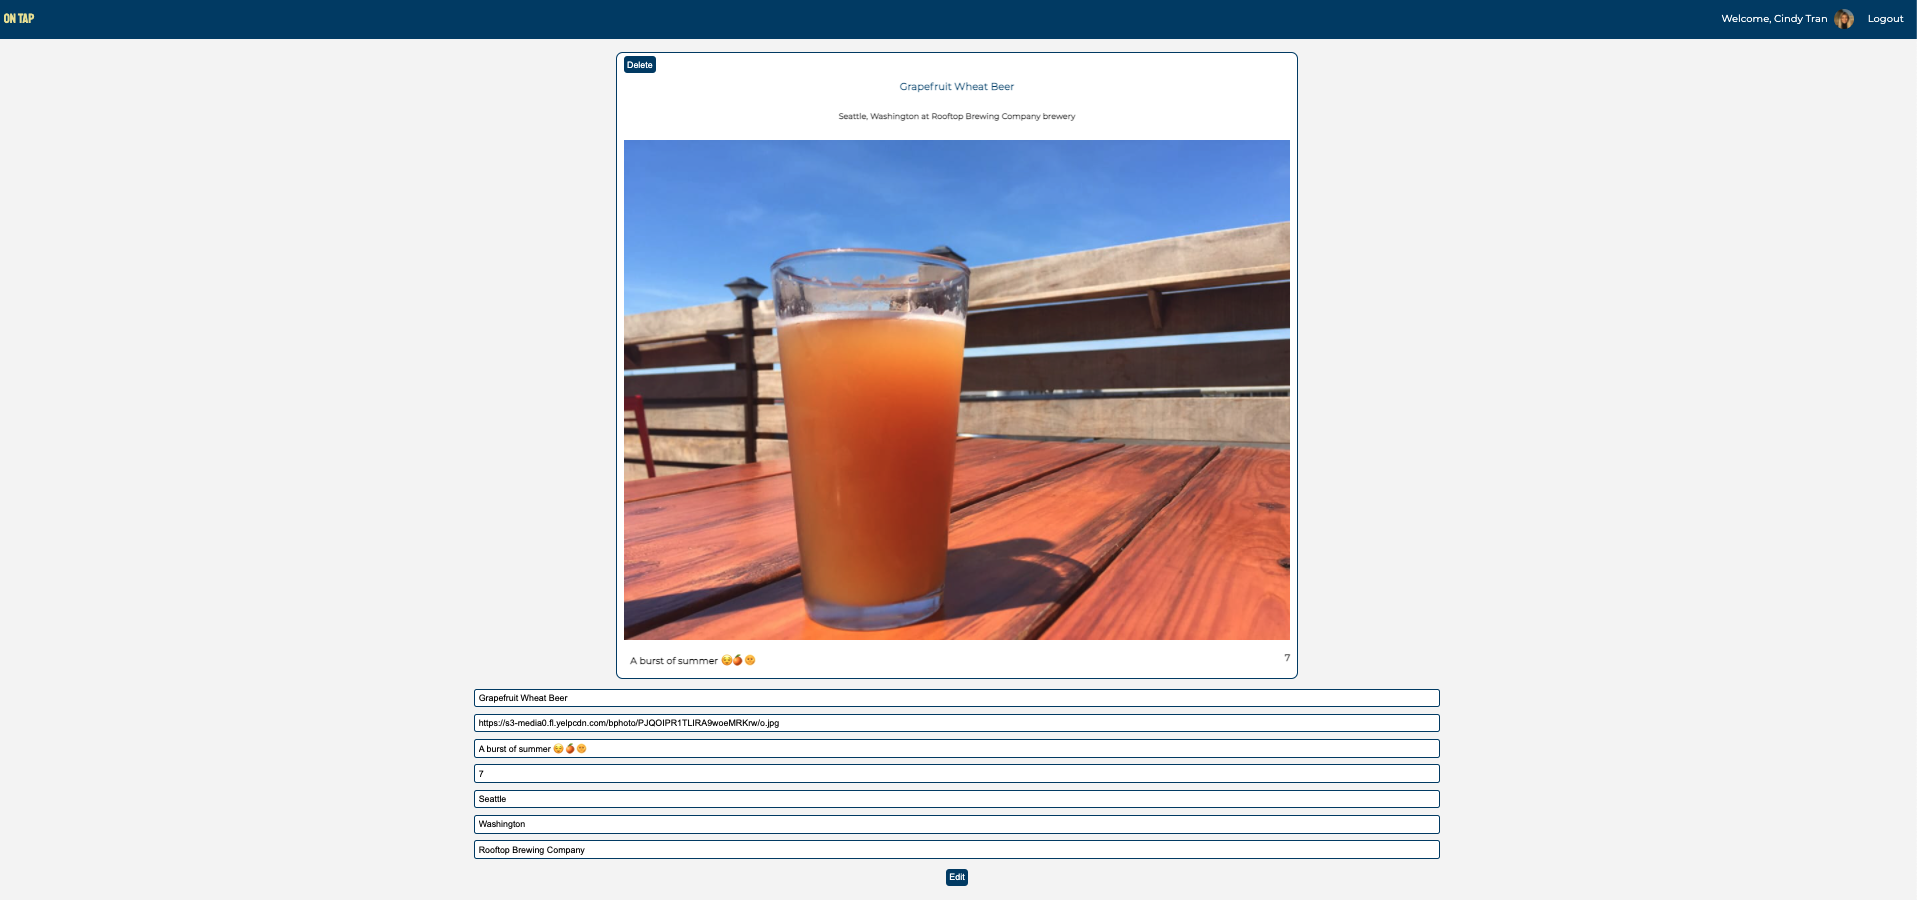 ON TAP
Welcome, Cindy Tran
Logout
Delete
Grapefruit Wheat Beer
Seattle, Washington at Rooftop Brewing Company brewery
A burst of summer 😌🍎🌞
7
Grapefruit Wheat Beer
https://s3-media0.fl.yelpcdn.com/bphoto/PJQOIPR1TLIRA9woeMRKrw/o.jpg
A burst of summer 😌🍎🌞
7
Seattle
Washington
Rooftop Brewing Company
Edit